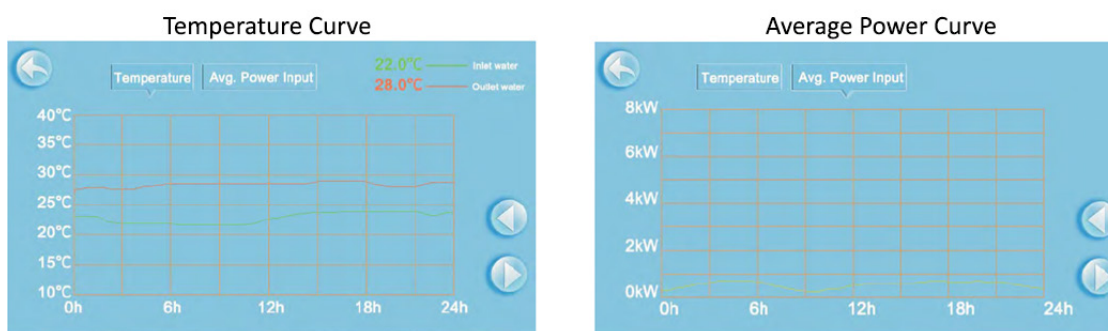 Temperature Curve
Temperature
Avg. Power Input
22.0°C
Inlet water
28.0°C
Outlet water
40°C
35°C
30°C
25°C
20°C
15°C
10°C
0h
6h
12h
18h
24h
Average Power Curve
Temperature
Avg. Power Input
8kW
6kW
4kW
2kW
0kW
0h
6h
12h
18h
24h